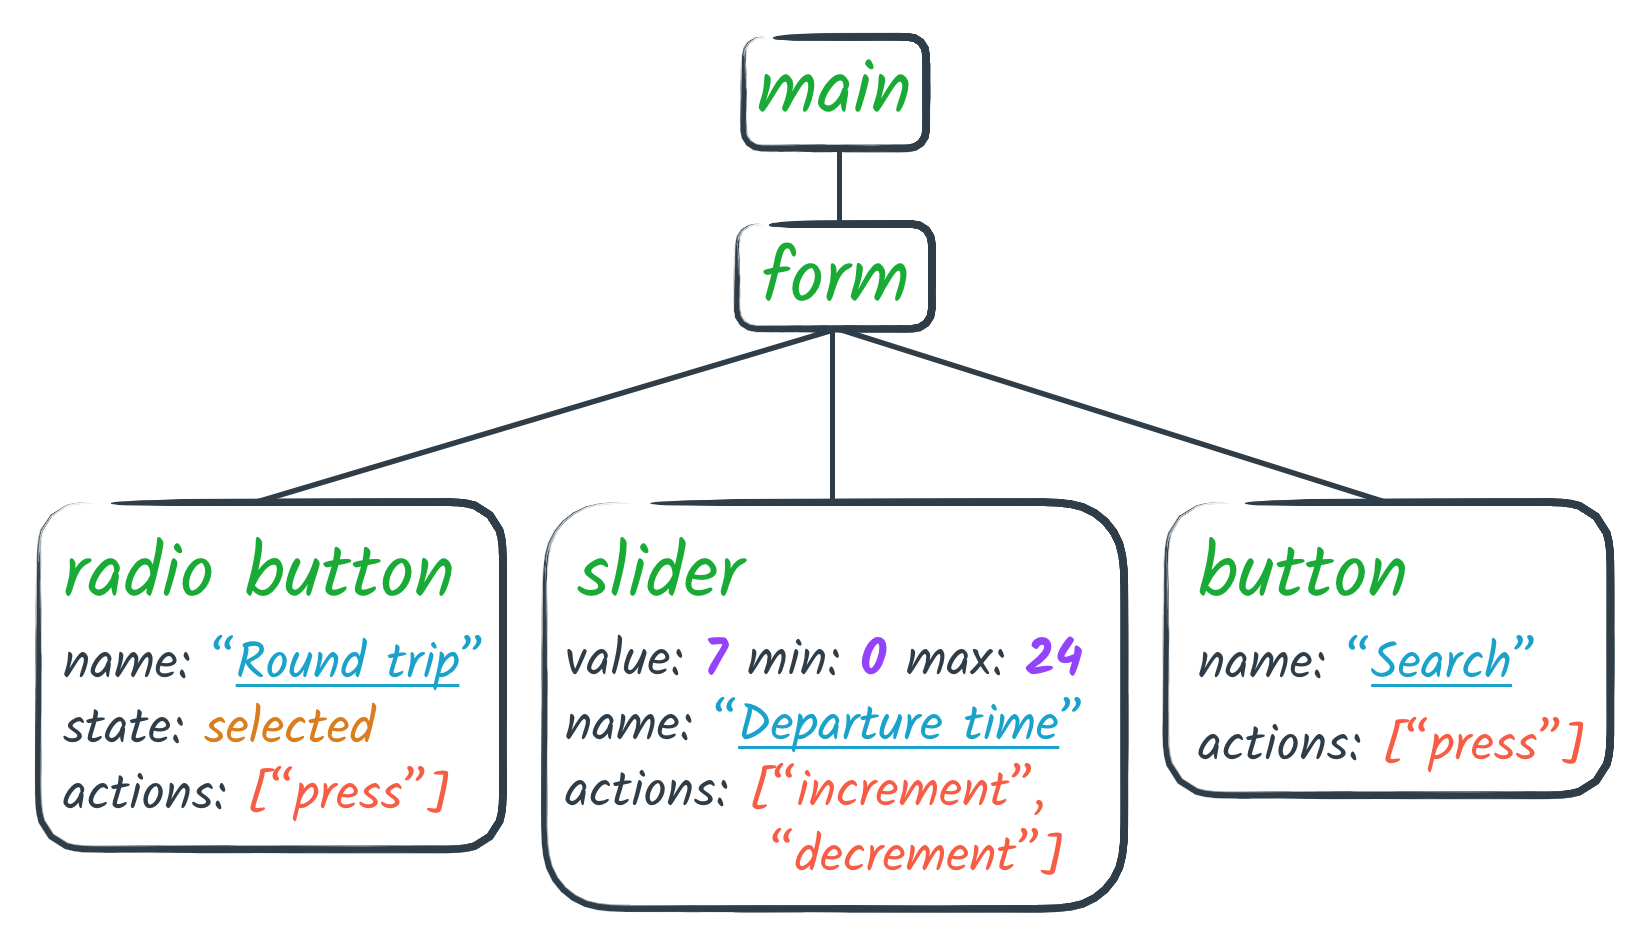 main
form
radio button
name: “Round trip”
state: selected
actions: [“press”]
slider
value: 7 min: 0 max: 24
name: “Departure time”
actions: [“increment”,
“decrement”]
button
name: “Search”
actions: [“press”]